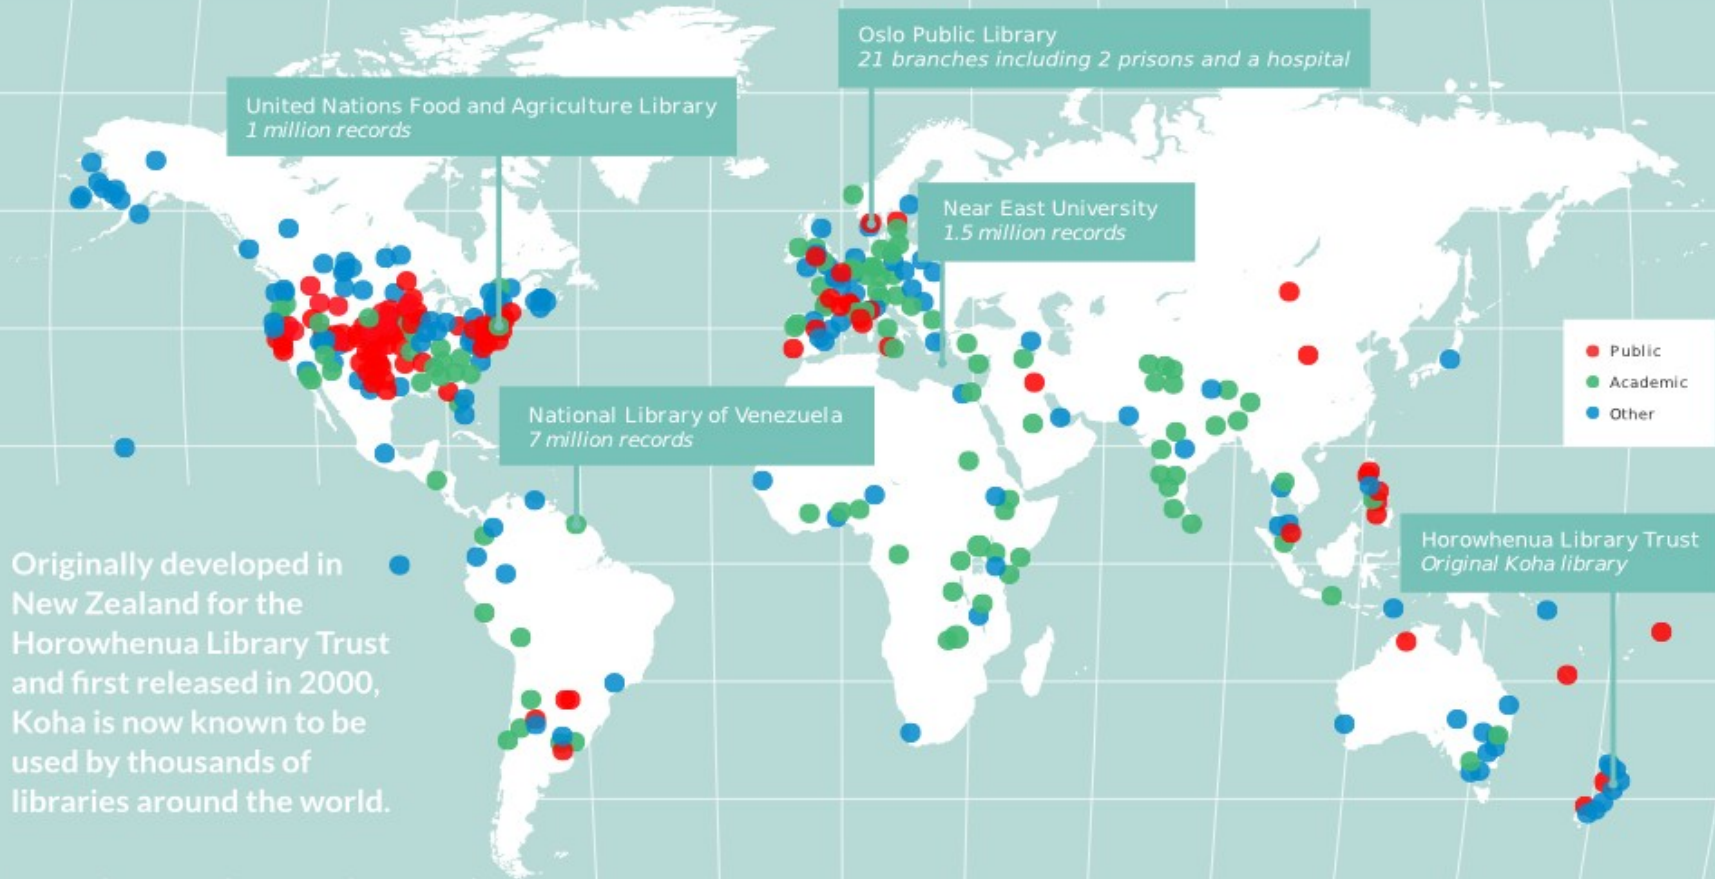 Oslo Public Library
21 branches including 2 prisons and a hospital
United Nations Food and Agriculture Library
1 million records
Near East University
1.5 million records
National Library of Venezuela
7 million records
Public
Academic
Other
Horowhenua Library Trust
Original Koha library
Originally developed in
New Zealand for the
Horowhenua Library Trust
and first released in 2000,
Koha is now known to be
used by thousands of
libraries around the world.